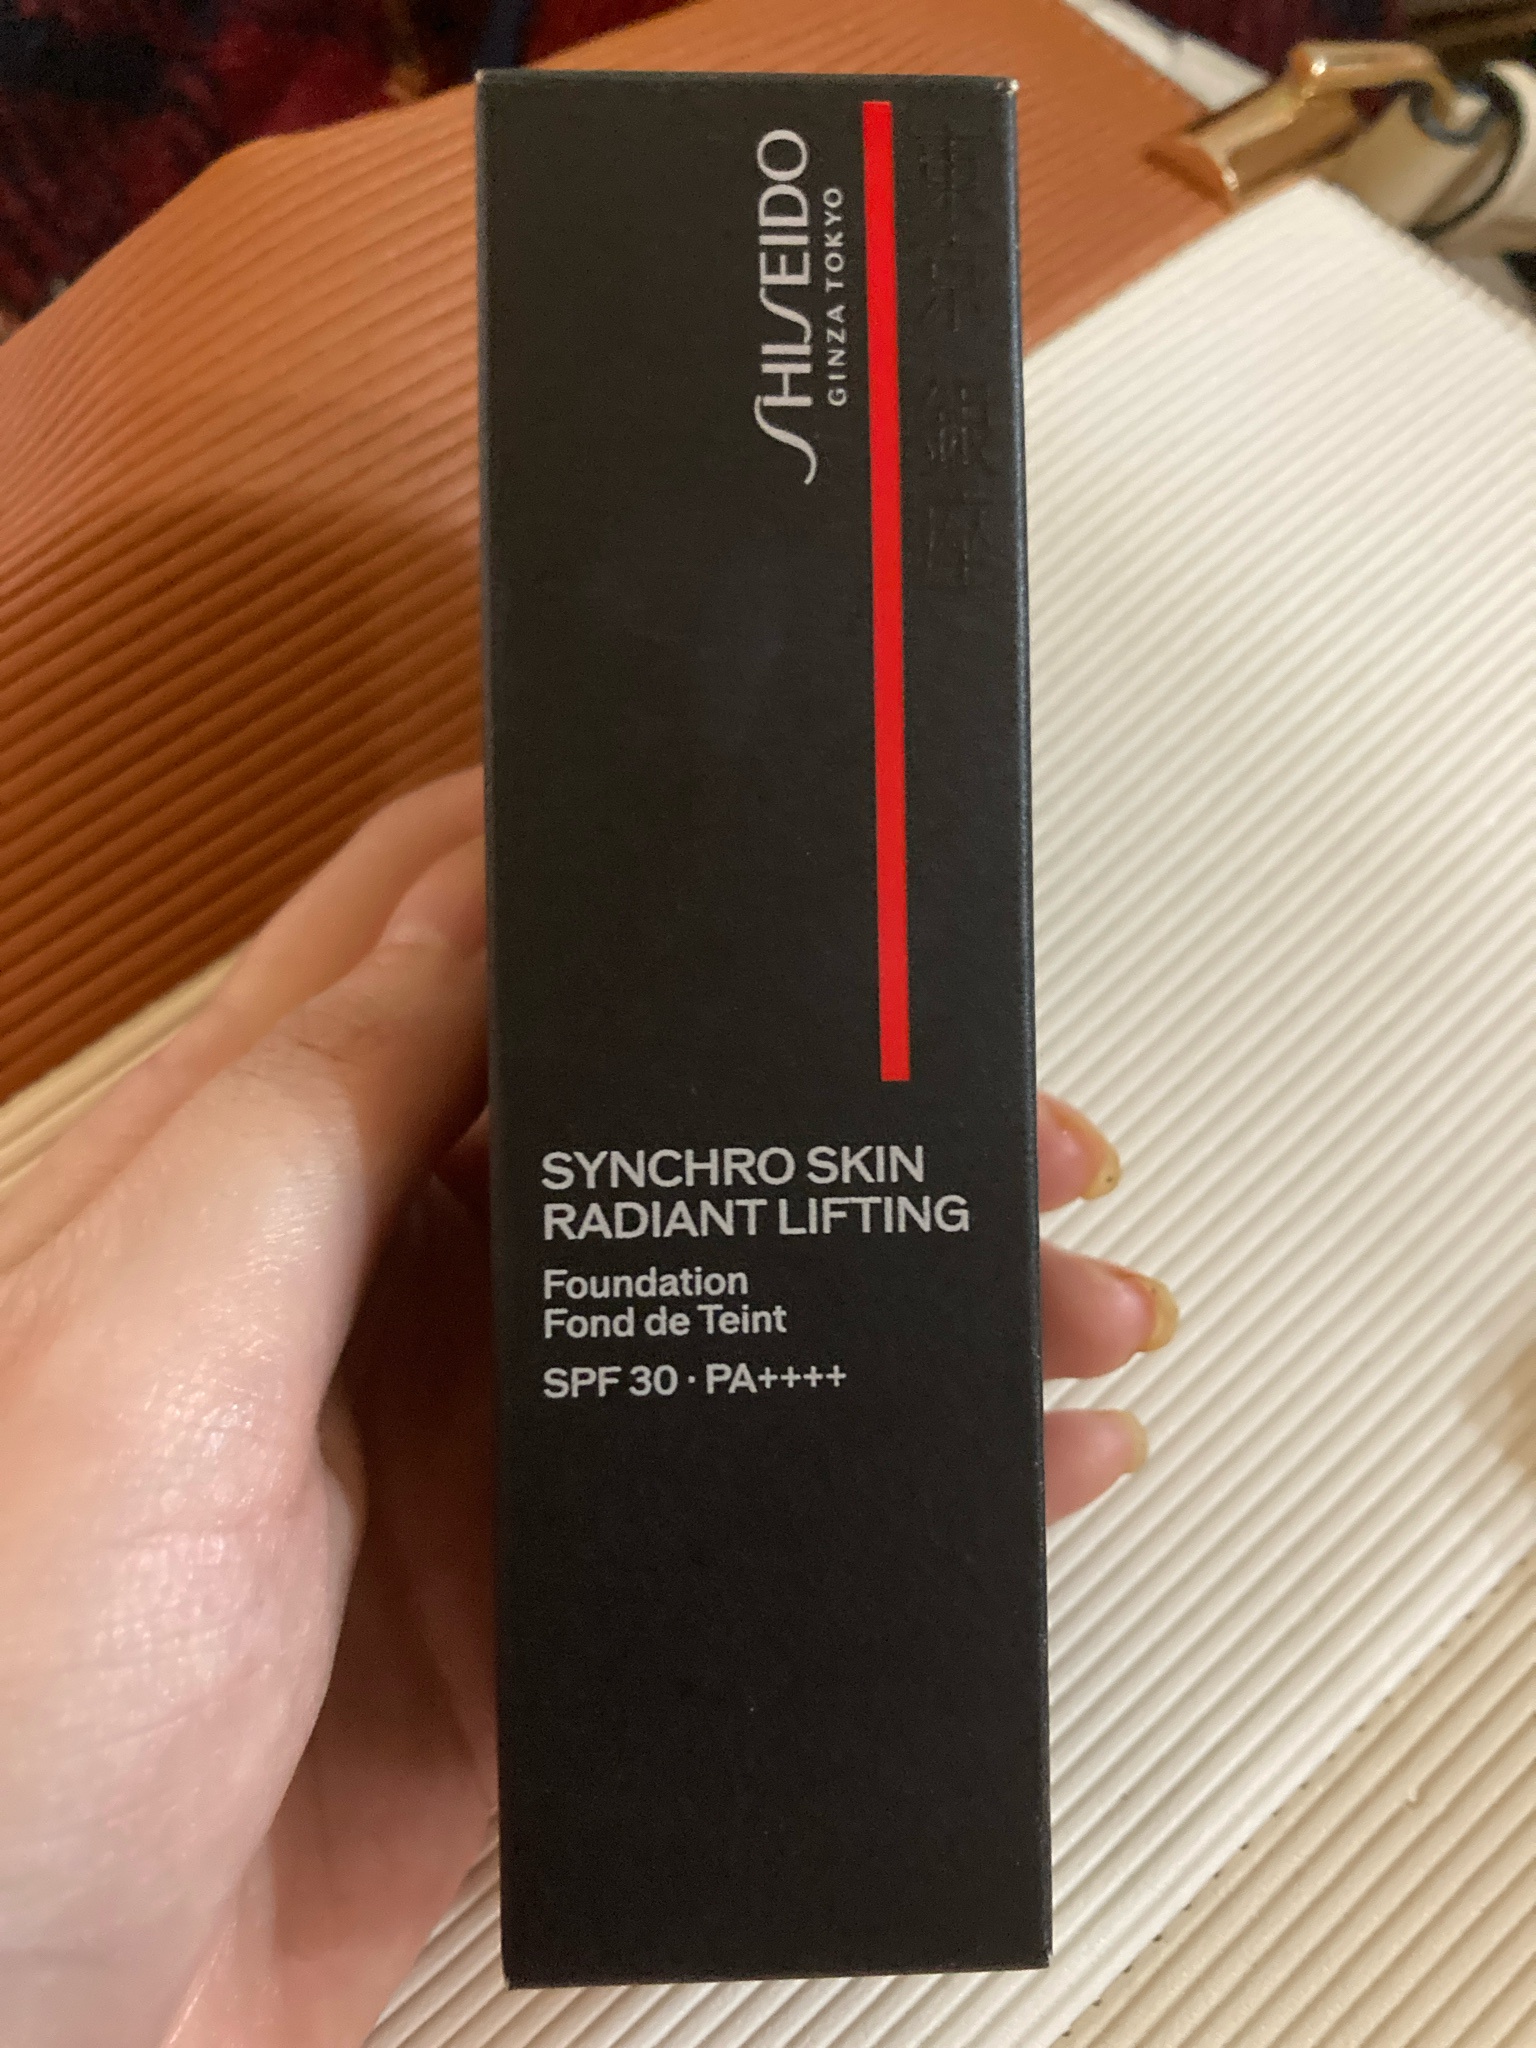 SHISEIDO
GINZA TOKYO
東京銀座
SYNCHRO SKIN
RADIANT LIFTING
Foundation
Fond de Teint
SPF 30 · PA++++